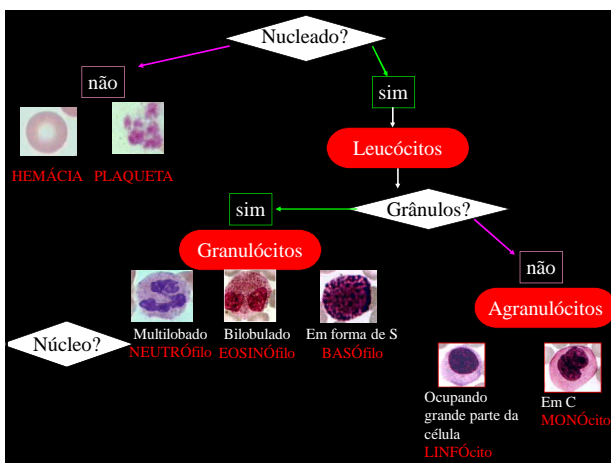 Nucleado?
não
sim
HEMÁCIA
PLAQUETA
Leucócitos
Grânulos?
sim
não
Granulócitos
Agranulócitos
Núcleo?
Multilobado
NEUTRÓfilo
Bilobulado
EOSINÓfilo
Em forma de S
BASÓfilo
Ocupando
grande parte da
célula
LINFÓcito
Em C
MONÓcito